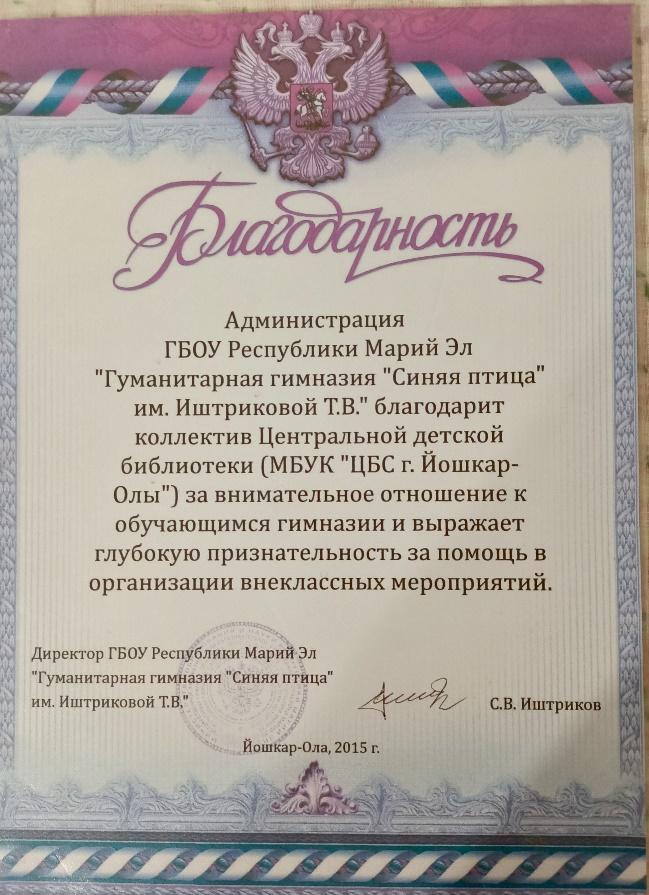 Благодарность
Администрация
ГБОУ Республики Марий Эл
"Гуманитарная гимназия "Синяя птица"
им. Иштриковой Т.В." благодарит
коллектив Центральной детской
библиотеки (МБУК "ЦБС г. Йошкар-
Олы") за внимательное отношение к
обучающимся гимназии и выражает
глубокую признательность за помощь в
организации внеклассных мероприятий.
Директор ГБОУ Республики Марий Эл
"Гуманитарная гимназия "Синяя птица"
им. Иштриковой Т.В."
С.В. Иштриков
Йошкар-Ола, 2015 г.